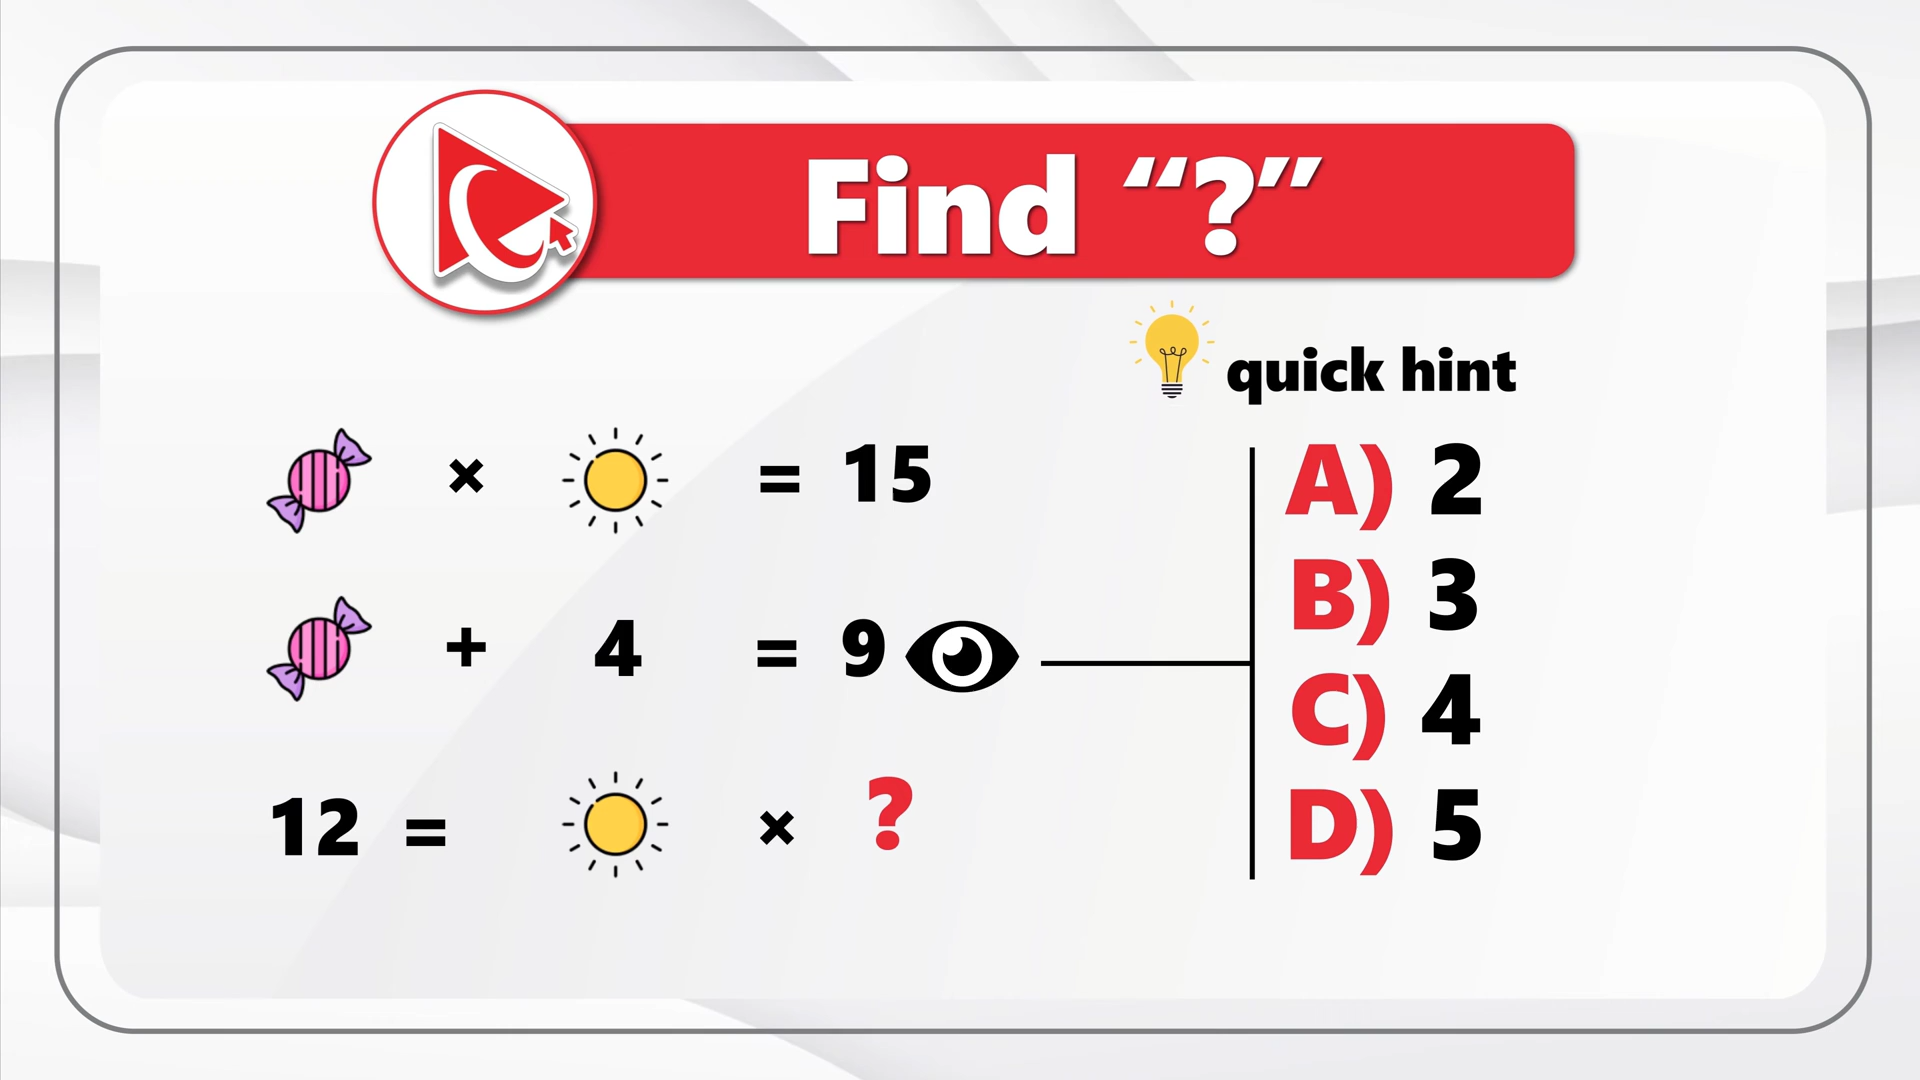 Find “?”
quick hint
× = 15
+ 4 = 9
12 = × ?
A) 2
B) 3
C) 4
D) 5